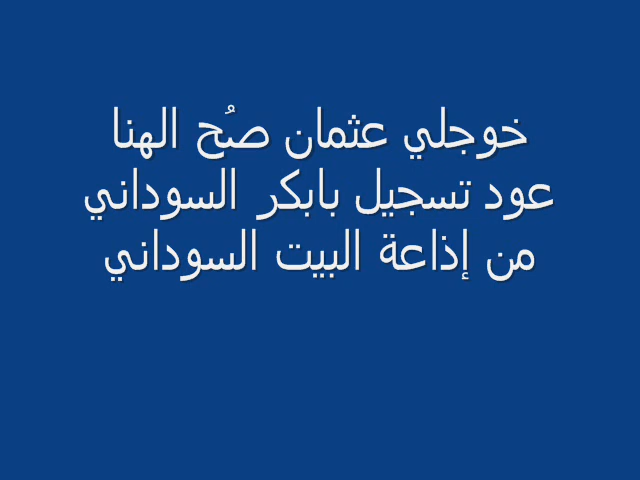 خوجلي عثمان صُح الهنا
عود تسجيل بابكر السوداني
من إذاعة البيت السوداني